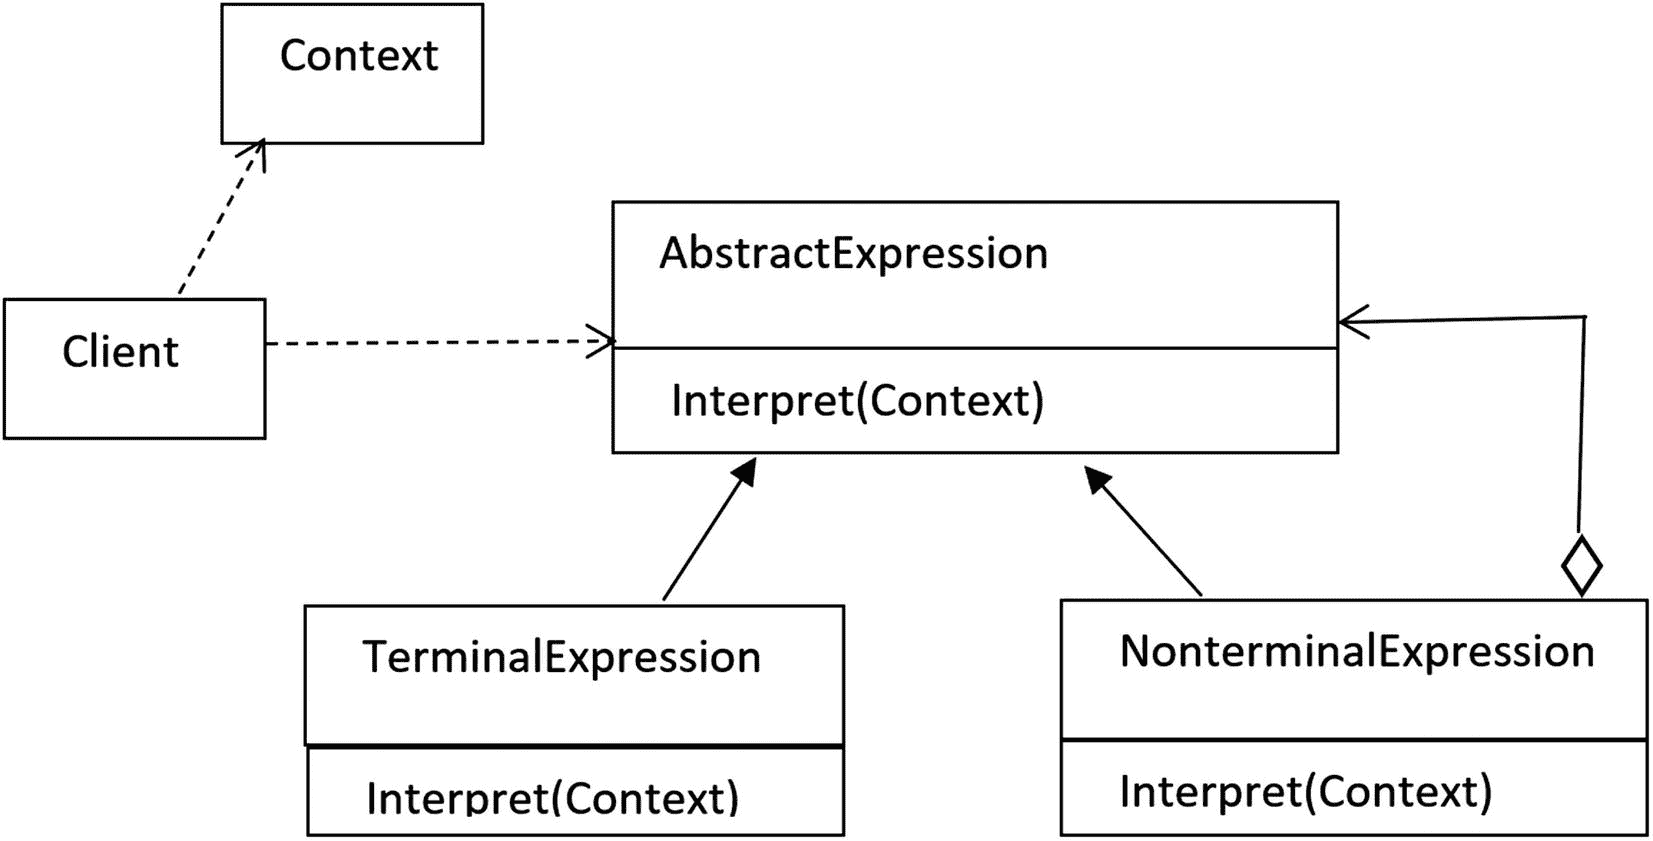 Context
Client
AbstractExpression
Interpret(Context)
TerminalExpression
Interpret(Context)
NonterminalExpression
Interpret(Context)